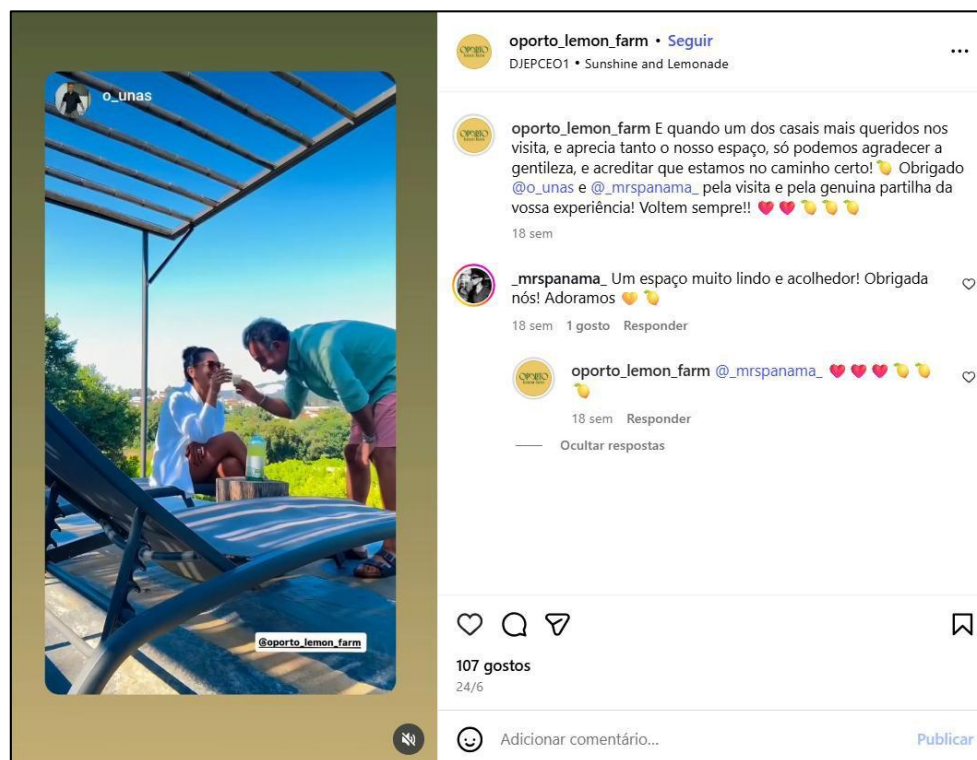 o_unas
@oporto_lemon_farm
oporto_lemon_farm • Seguir
DJEPCEO1 • Sunshine and Lemonade
oporto_lemon_farm E quando um dos casais mais queridos nos
visita, e aprecia tanto o nosso espaço, só podemos agradecer a
gentileza, e acreditar que estamos no caminho certo! 🍋 Obrigado
@o_unas e @_mrspanama_ pela visita e pela genuina partilha da
vossa experiência! Voltem sempre!! ❤️ ❤️ 🍋 🍋 🍋
18 sem
_mrspanama_ Um espaço muito lindo e acolhedor! Obrigada
nós! Adoramos 💛 🍋
18 sem 1 gosto Responder
oporto_lemon_farm @_mrspanama_ ❤️ ❤️ ❤️ 🍋 🍋
🍋
18 sem Responder
Ocultar respostas
107 gostos
24/6
Adicionar comentário...
Publicar